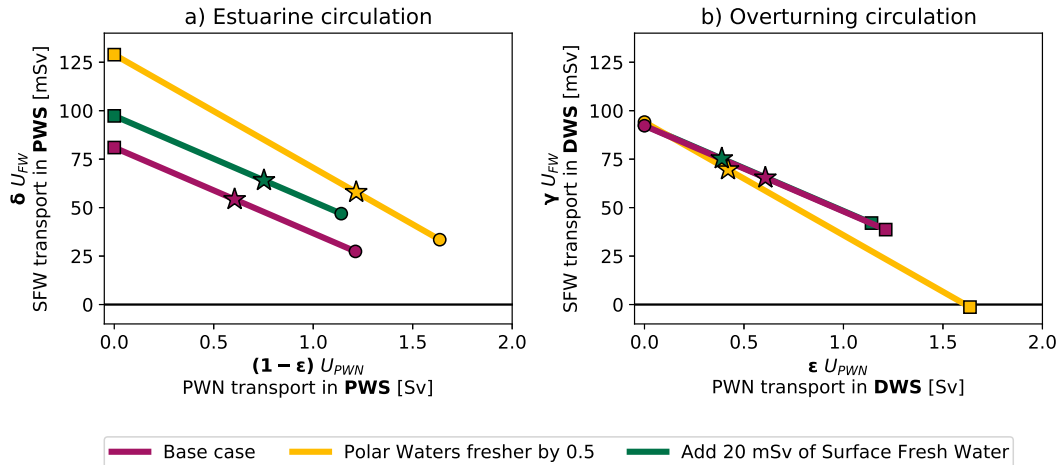 a) Estuarine circulation
δ U_FW
SFW transport in PWS [mSv]
125
100
75
50
25
0
0.0 0.5 1.0 1.5 2.0
(1 − ε) U_PWN
PWN transport in PWS [Sv]
b) Overturning circulation
γ U_FW
SFW transport in DWS [mSv]
125
100
75
50
25
0
0.0 0.5 1.0 1.5 2.0
ε U_PWN
PWN transport in DWS [Sv]
Base case
Polar Waters fresher by 0.5
Add 20 mSv of Surface Fresh Water